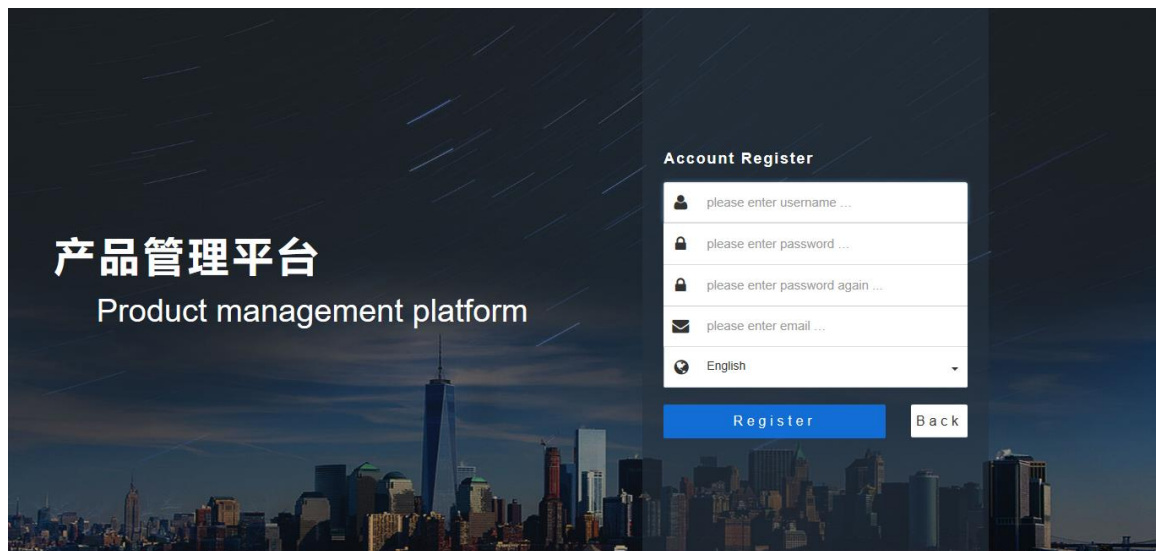 产品管理平台
Product management platform
Account Register
please enter username ...
please enter password ...
please enter password again ...
please enter email ...
English
Register
Back